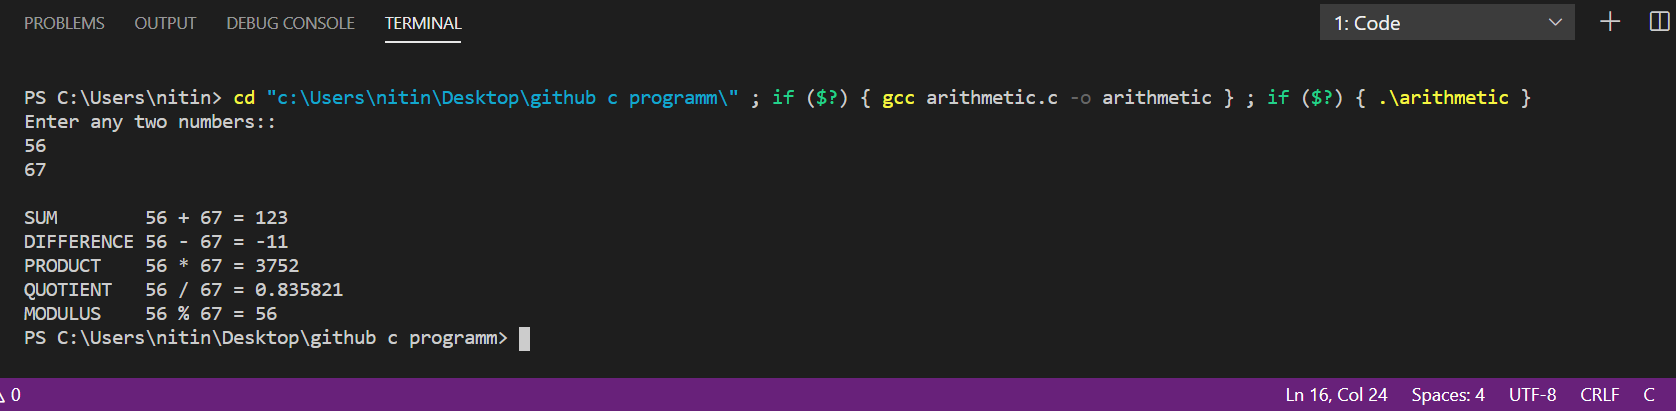 PROBLEMS OUTPUT DEBUG CONSOLE TERMINAL 1: Code
PS C:\Users\nitin> cd "c:\Users\nitin\Desktop\github c programm\" ; if ($?) { gcc arithmetic.c -o arithmetic } ; if ($?) { .\arithmetic }
Enter any two numbers::
56
67
SUM 56 + 67 = 123
DIFFERENCE 56 - 67 = -11
PRODUCT 56 * 67 = 3752
QUOTIENT 56 / 67 = 0.835821
MODULUS 56 % 67 = 56
PS C:\Users\nitin\Desktop\github c programm>
0 Ln 16, Col 24 Spaces: 4 UTF-8 CRLF C